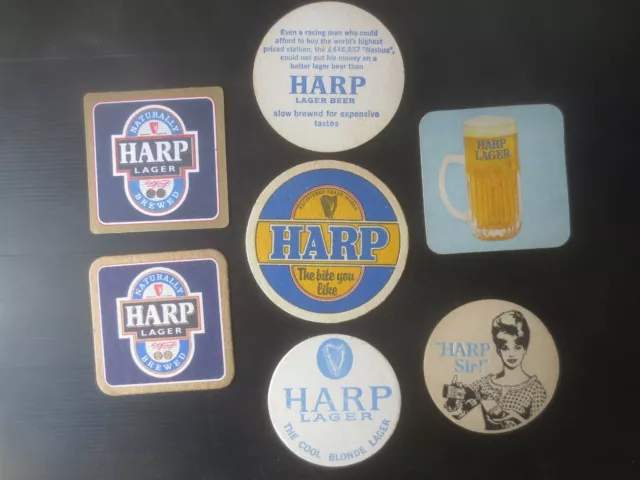 Even a racing man who could
afford to buy the world's highest
priced stallion, the £446,857 "Nashua",
could not put his money on a
better lager beer than
HARP
LAGER BEER
slow brewed for expensive
tastes
NATURALLY
HARP
LAGER
BREWED
HARP
LAGER
REGISTERED TRADE MARK
HARP
The bite you
like
NATURALLY
HARP
LAGER
BREWED
"HARP
Sir!"
HARP
LAGER
THE COOL BLONDE LAGER